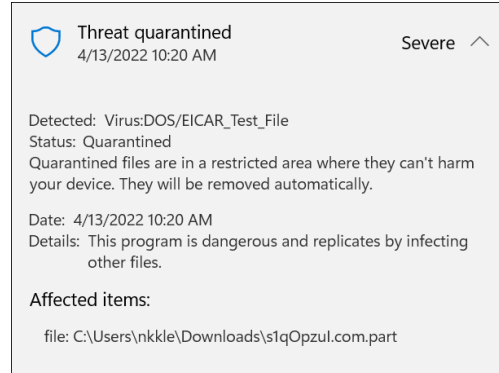 Threat quarantined
4/13/2022 10:20 AM
Severe
Detected: Virus:DOS/EICAR_Test_File
Status: Quarantined
Quarantined files are in a restricted area where they can't harm
your device. They will be removed automatically.
Date: 4/13/2022 10:20 AM
Details: This program is dangerous and replicates by infecting
other files.
Affected items:
file: C:\Users\nkkle\Downloads\s1qOpzuI.com.part